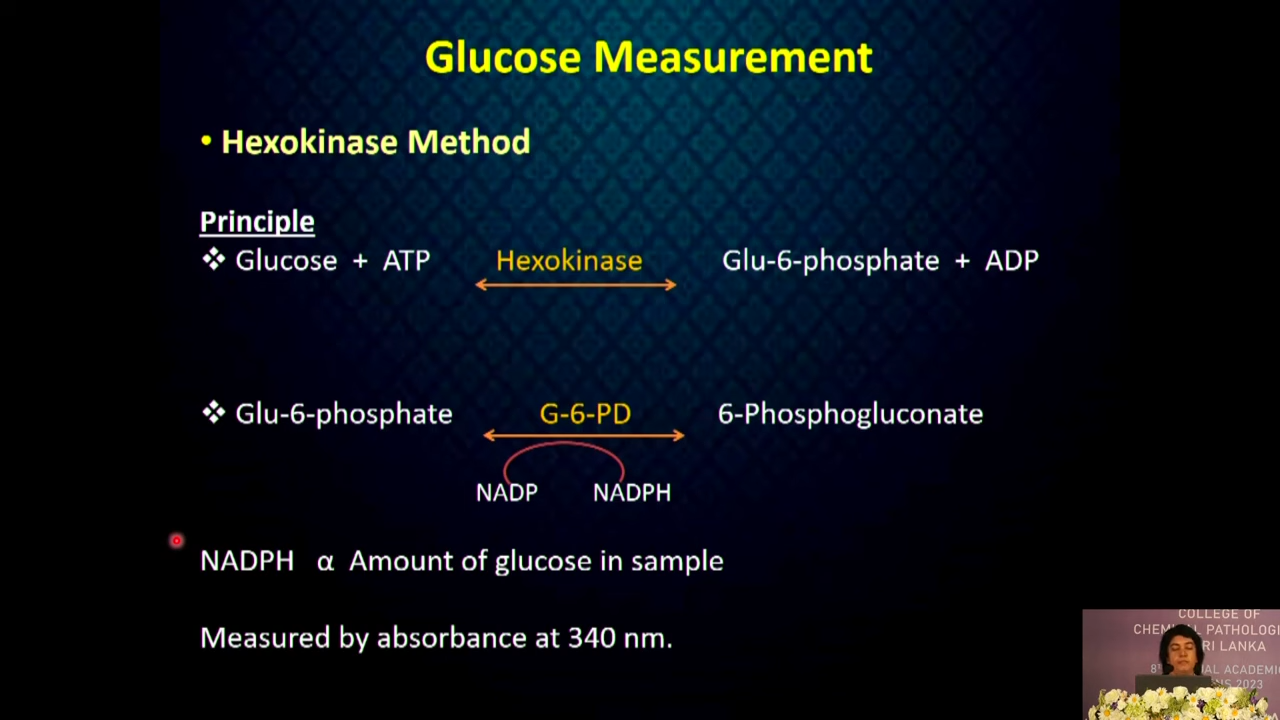 Glucose Measurement
• Hexokinase Method
Principle
❖ Glucose + ATP Hexokinase Glu-6-phosphate + ADP
❖ Glu-6-phosphate G-6-PD 6-Phosphogluconate
NADP NADPH
NADPH α Amount of glucose in sample
Measured by absorbance at 340 nm.
COLLEGE OF
LANKA
2023